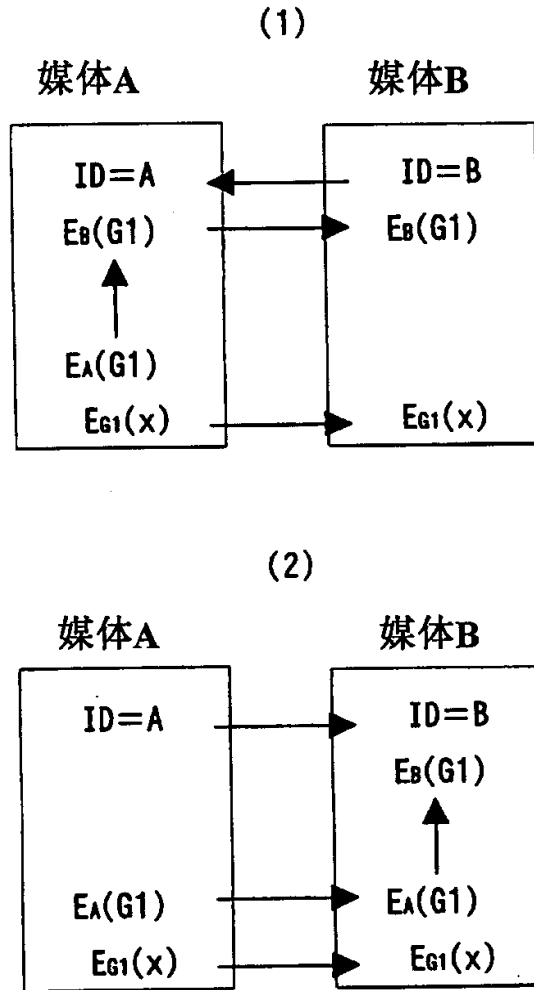 (1)
媒体A 媒体B
ID=A ID=B
EB(G1) EB(G1)
EA(G1)
EG1(x) EG1(x)
(2)
媒体A 媒体B
ID=A ID=B
EB(G1)
EA(G1) EA(G1)
EG1(x) EG1(x)